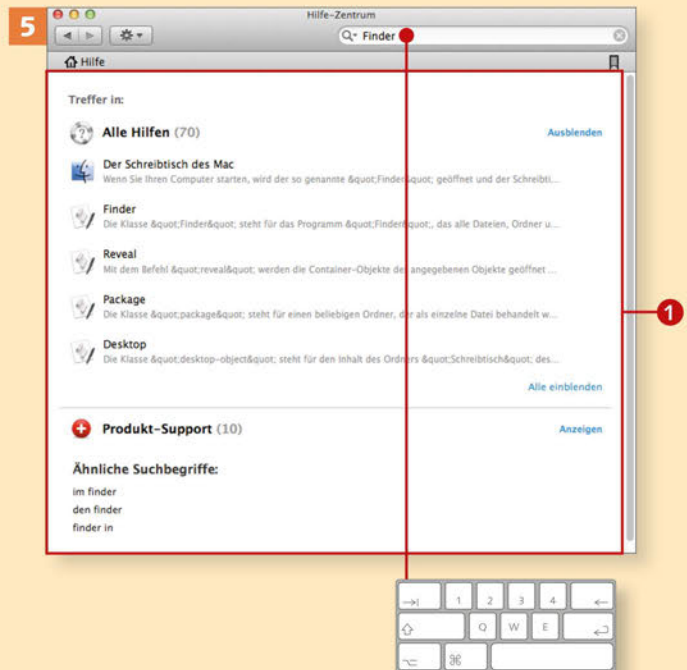 5
Hilfe-Zentrum
Finder
Hilfe
Treffer in:
Alle Hilfen (70)
Ausblenden
Der Schreibtisch des Mac
Wenn Sie Ihren Computer starten, wird der so genannte &quot;Finder&quot; geöffnet und der Schreibti...
Finder
Die Klasse &quot;Finder&quot; steht für das Programm &quot;Finder&quot;, das alle Dateien, Ordner u...
Reveal
Mit dem Befehl &quot;reveal&quot; werden die Container-Objekte der angegebenen Objekte geöffnet ...
Package
Die Klasse &quot;package&quot; steht für einen beliebigen Ordner, der als einzelne Datei behandelt w...
Desktop
Die Klasse &quot;desktop-object&quot; steht für den Inhalt des Ordners &quot;Schreibtisch&quot; des...
Alle einblenden
1
Produkt-Support (10)
Anzeigen
Ähnliche Suchbegriffe:
im finder
den finder
finder in
1 2 3 4
Q W E